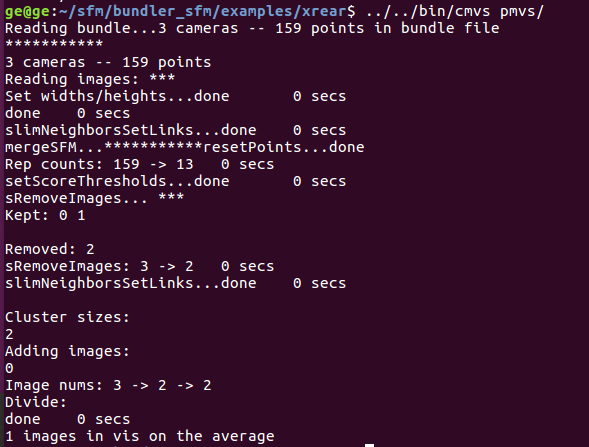 ge@ge:~/sfm/bundler_sfm/examples/xrear$ ../../bin/cmvs pmvs/
Reading bundle...3 cameras -- 159 points in bundle file
***********
3 cameras -- 159 points
Reading images: ***
Set widths/heights...done       0 secs
done    0 secs
slimNeighborsSetLinks...done    0 secs
mergeSFM...***********resetPoints...done
Rep counts: 159 -> 13   0 secs
setScoreThresholds...done       0 secs
sRemoveImages... ***
Kept: 0 1

Removed: 2
sRemoveImages: 3 -> 2   0 secs
slimNeighborsSetLinks...done    0 secs

Cluster sizes:
2
Adding images:
0
Image nums: 3 -> 2 -> 2
Divide:
done    0 secs
1 images in vis on the average